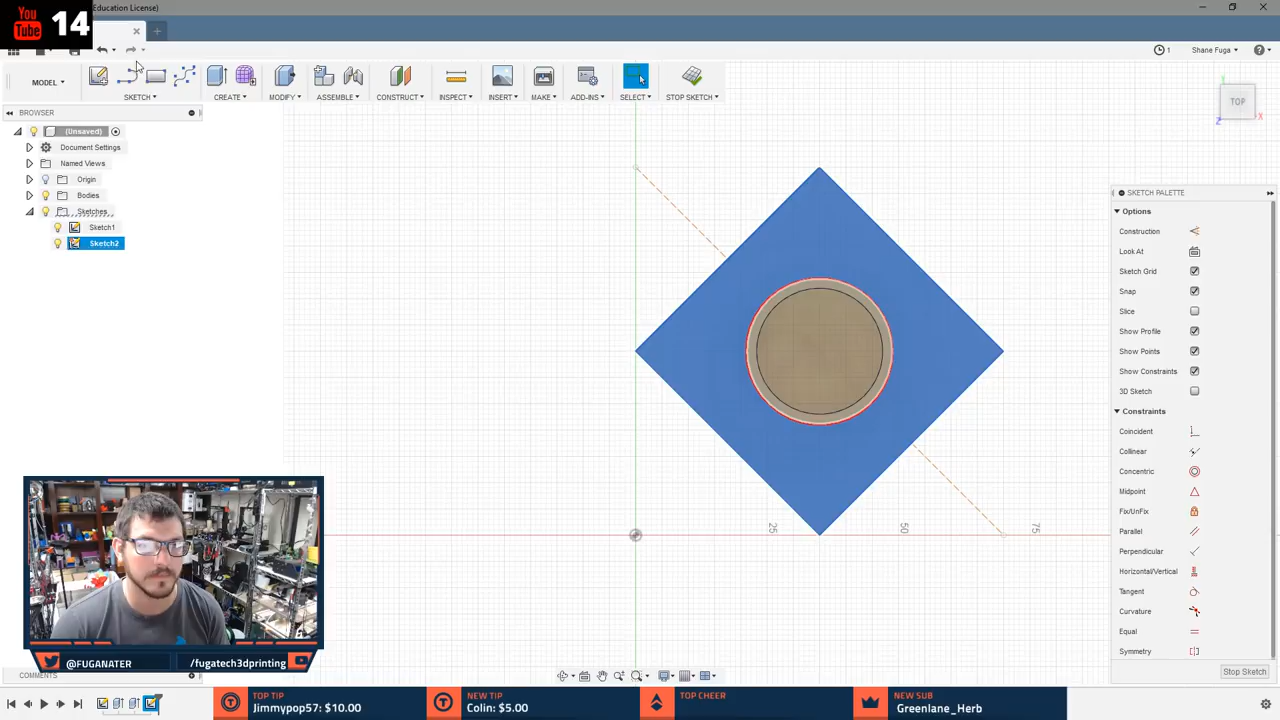 YouTube
14
Education License)
1
Shane Fuga
MODEL
SKETCH
CREATE
MODIFY
ASSEMBLE
CONSTRUCT
INSPECT
INSERT
MAKE
ADD-INS
SELECT
STOP SKETCH
BROWSER
(Unsaved)
Document Settings
Named Views
Origin
Bodies
Sketches
Sketch1
Sketch2
Y
TOP
X
Z
SKETCH PALETTE
Options
Construction
Look At
Sketch Grid
Snap
Slice
Show Profile
Show Points
Show Constraints
3D Sketch
Constraints
Coincident
Collinear
Concentric
Midpoint
Fix/UnFix
Parallel
Perpendicular
Horizontal/Vertical
Tangent
Curvature
Equal
Symmetry
Stop Sketch
25
50
75
@FUGANATER
/fugatech3dprinting
COMMENTS
TOP TIP
Jimmypop57: $10.00
NEW TIP
Colin: $5.00
TOP CHEER
NEW SUB
Greenlane_Herb